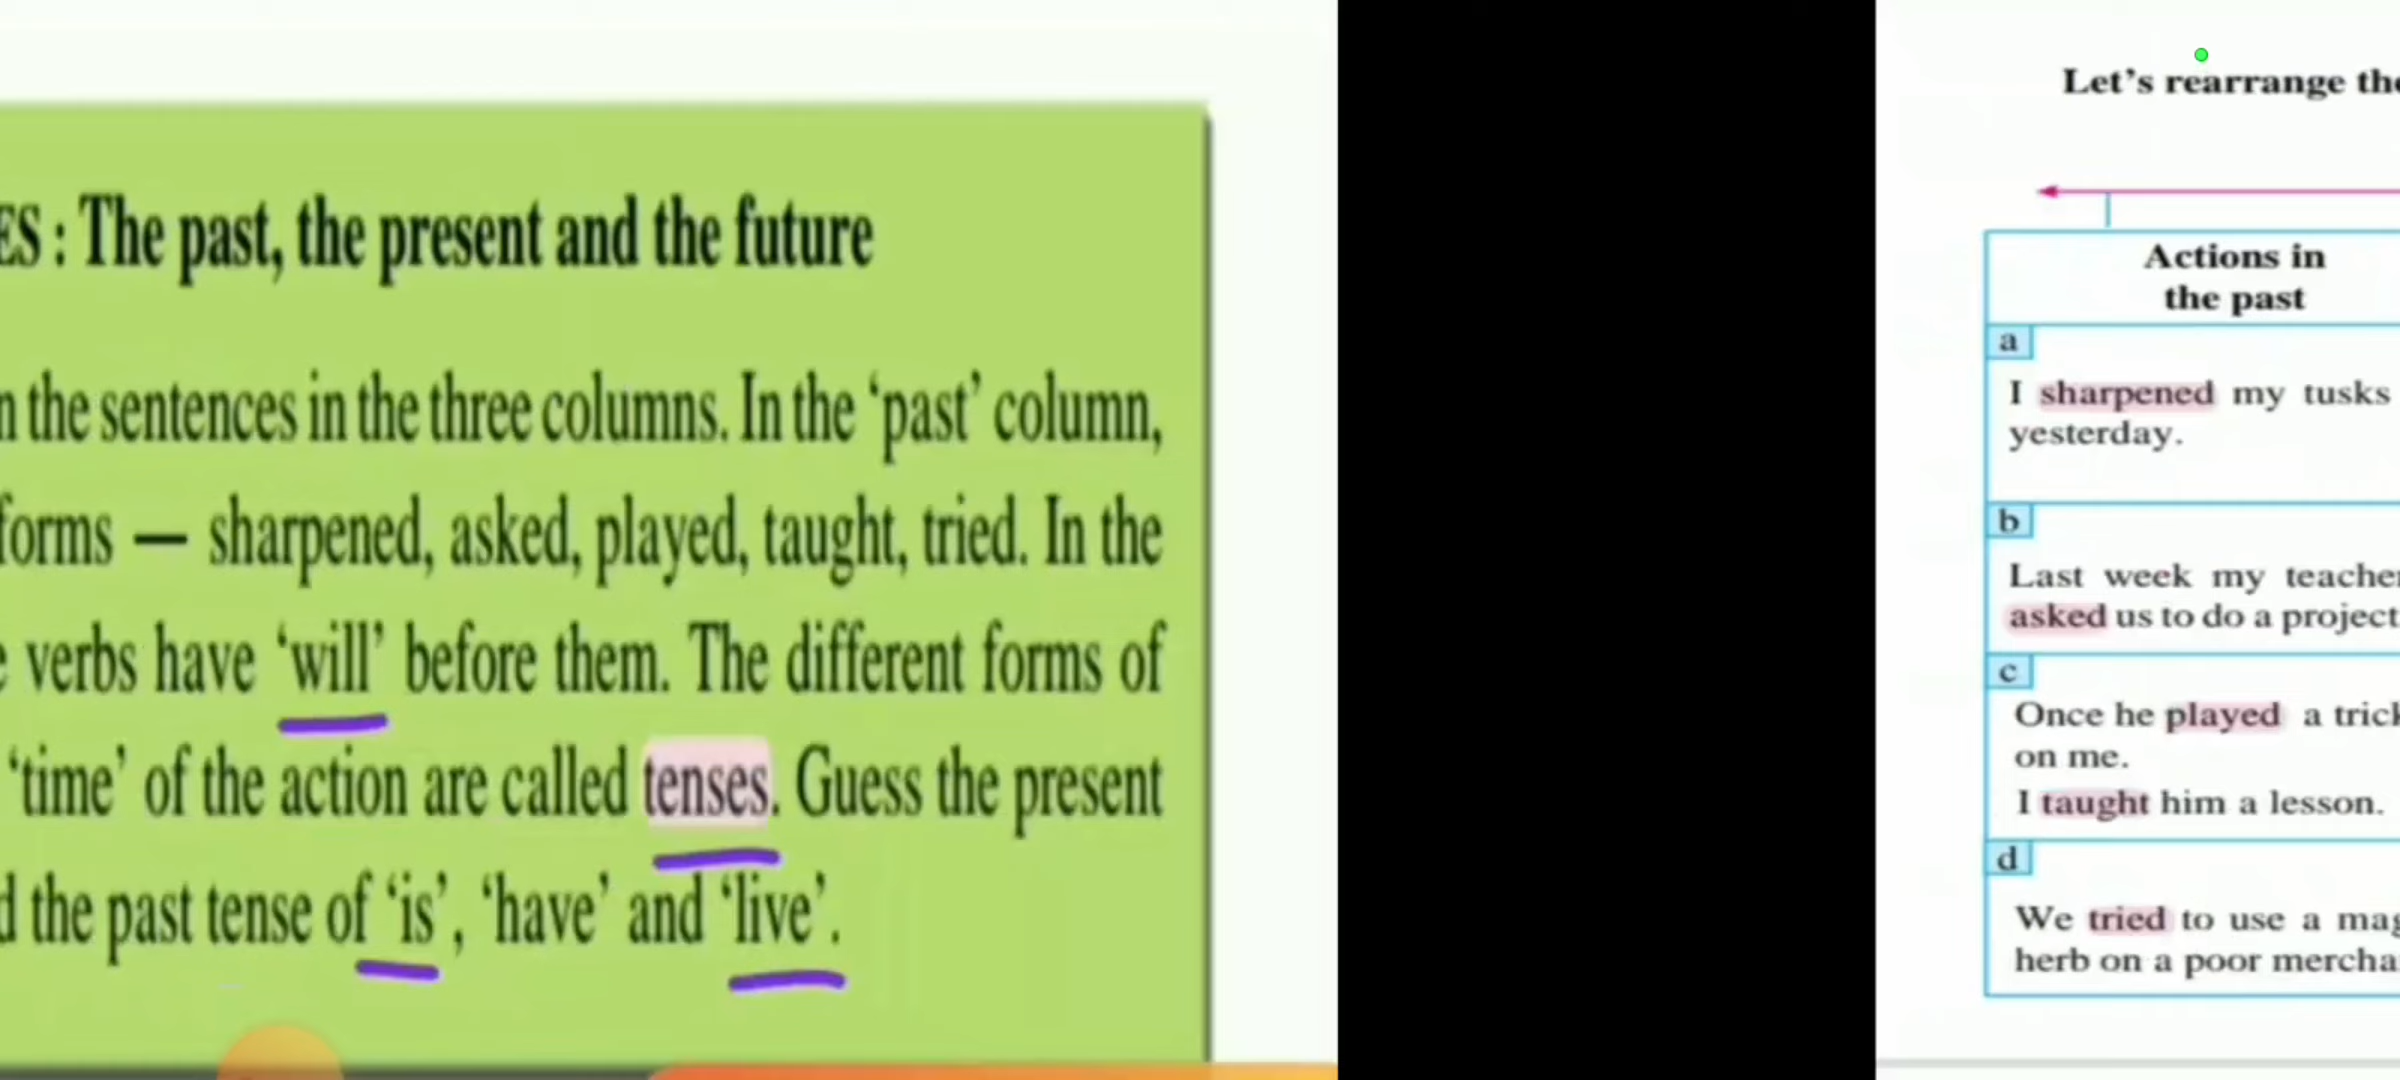 ES : The past, the present and the future
the sentences in the three columns. In the ‘past’ column,
forms — sharpened, asked, played, taught, tried. In the
verbs have ‘will’ before them. The different forms of
‘time’ of the action are called tenses. Guess the present
the past tense of ‘is’, ‘have’ and ‘live’.
Let’s rearrange the
Actions in
the past
a
I sharpened my tusks
yesterday.
b
Last week my teacher
asked us to do a project
c
Once he played a trick
on me.
I taught him a lesson.
d
We tried to use a mag
herb on a poor mercha